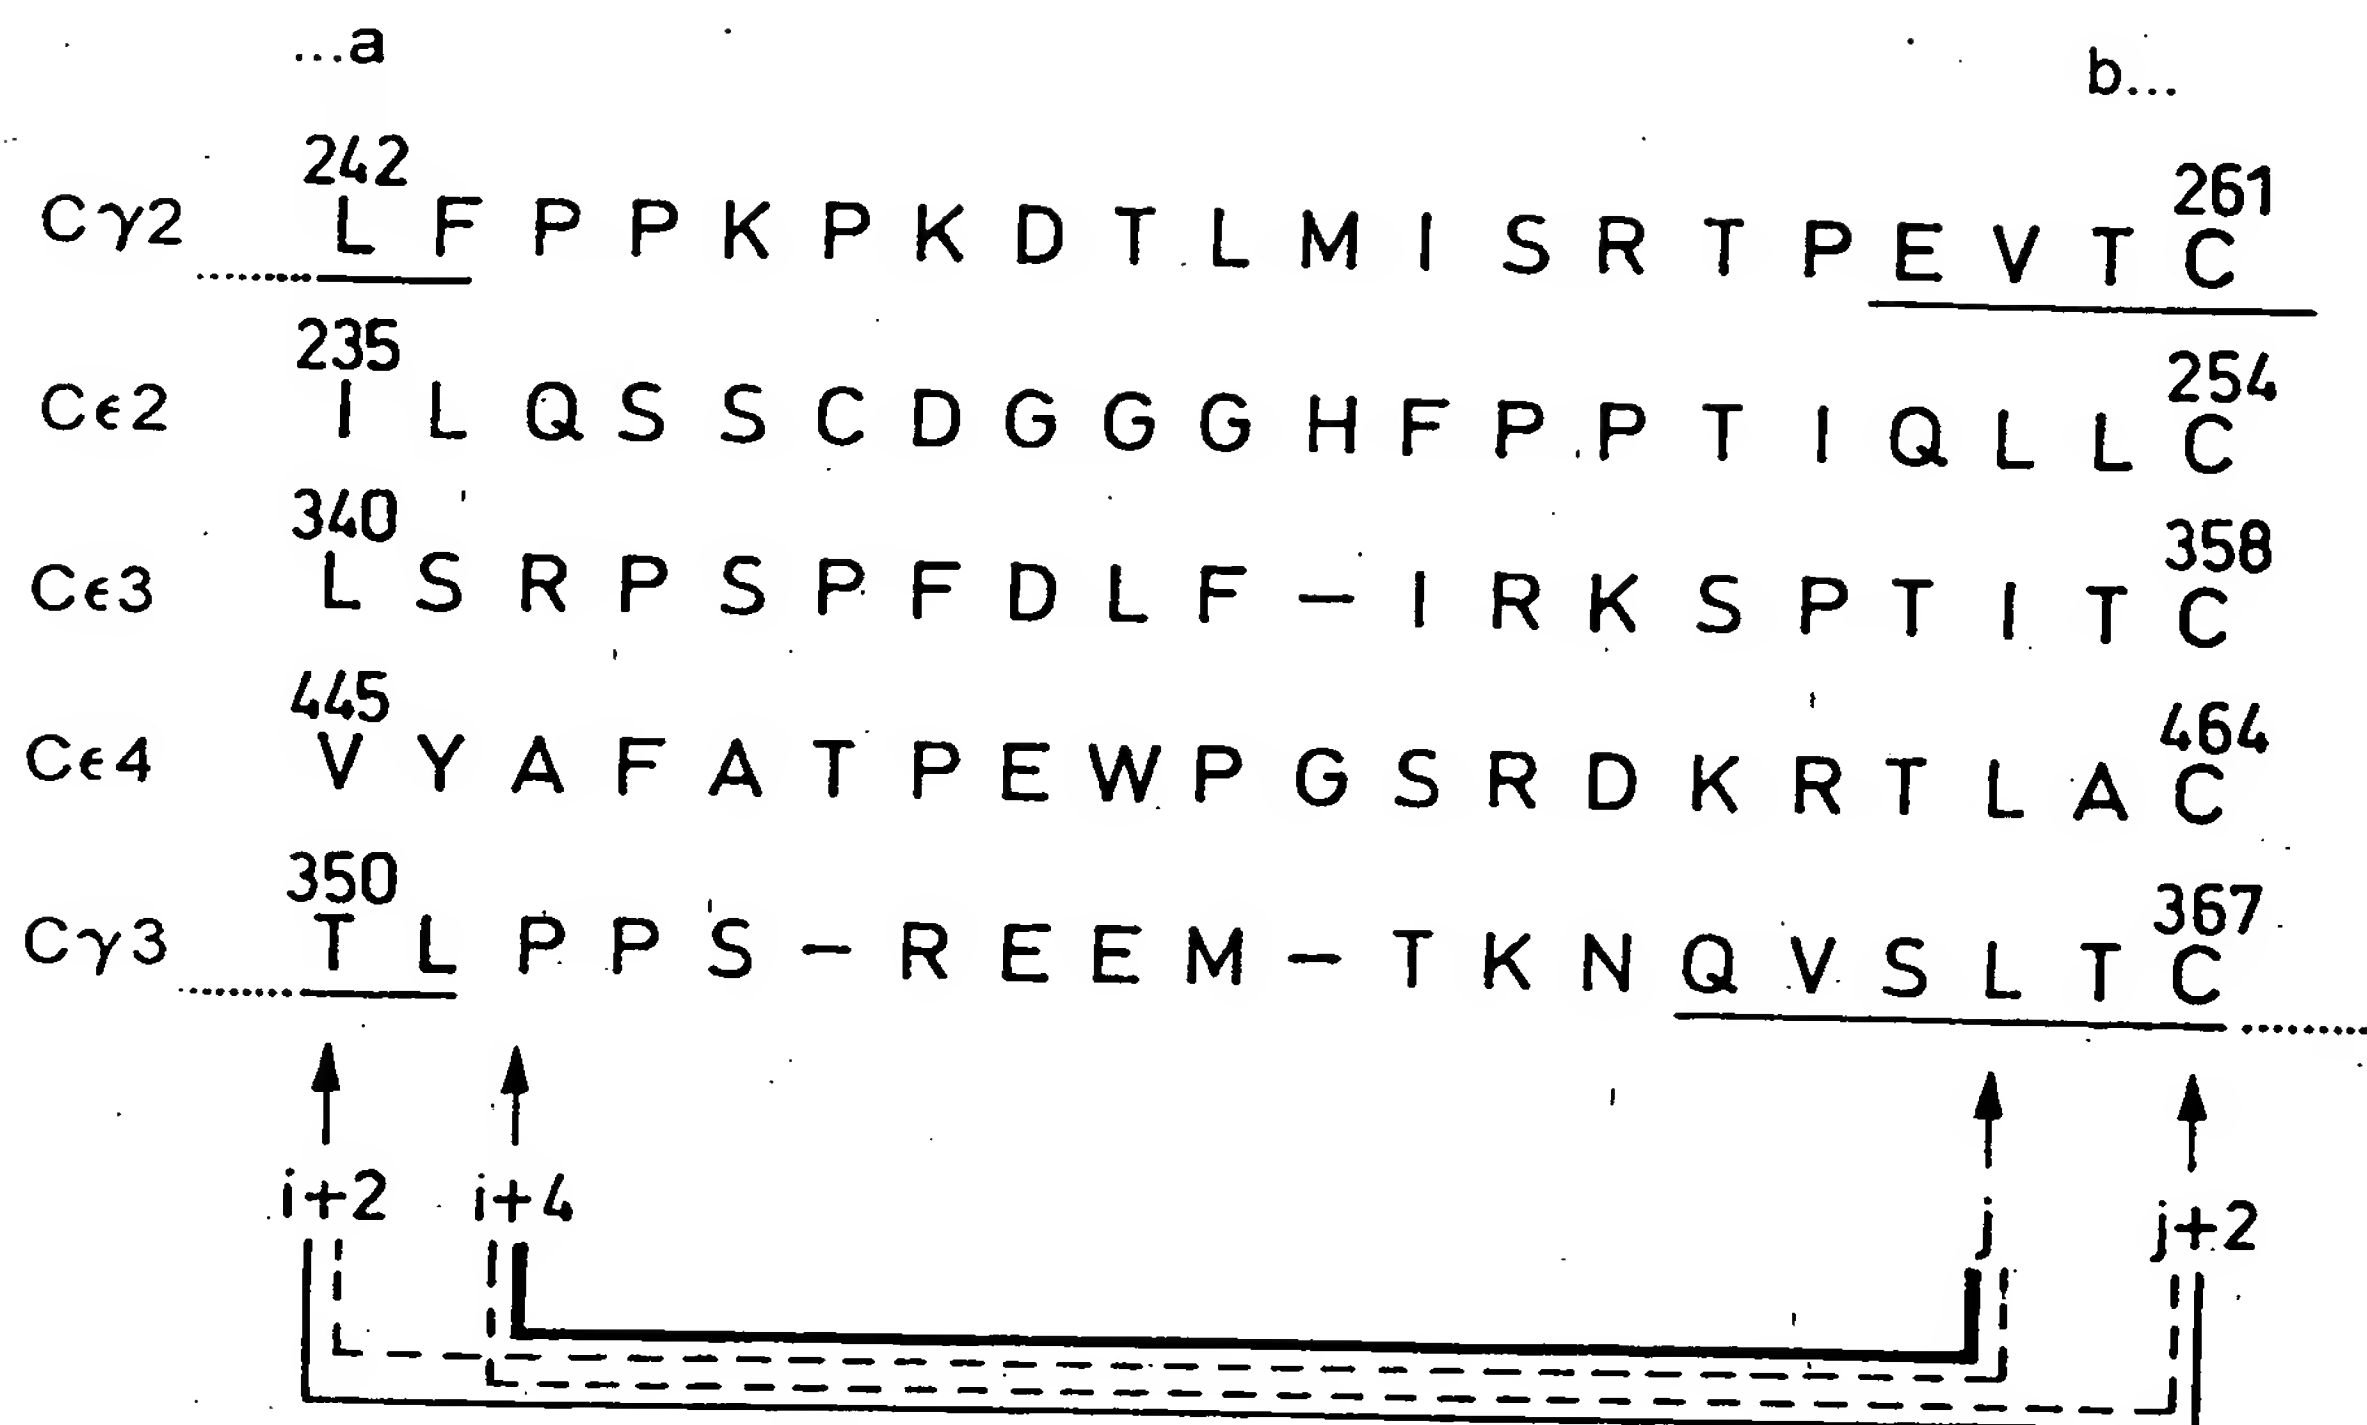 ...a b...
242 261
Cγ2 L F P P K P K D T L M I S R T P E V T C
235 254
Cϵ2 I L Q S S C D G G G H F P P T I Q L L C
340 358
Cϵ3 L S R P S P F D L F – I R K S P T I T C
445 464
Cϵ4 V Y A F A T P E W P G S R D K R T L A C
350 367
Cγ3 T L P P S – R E E M – T K N Q V S L T C
i+2 i+4 j j+2